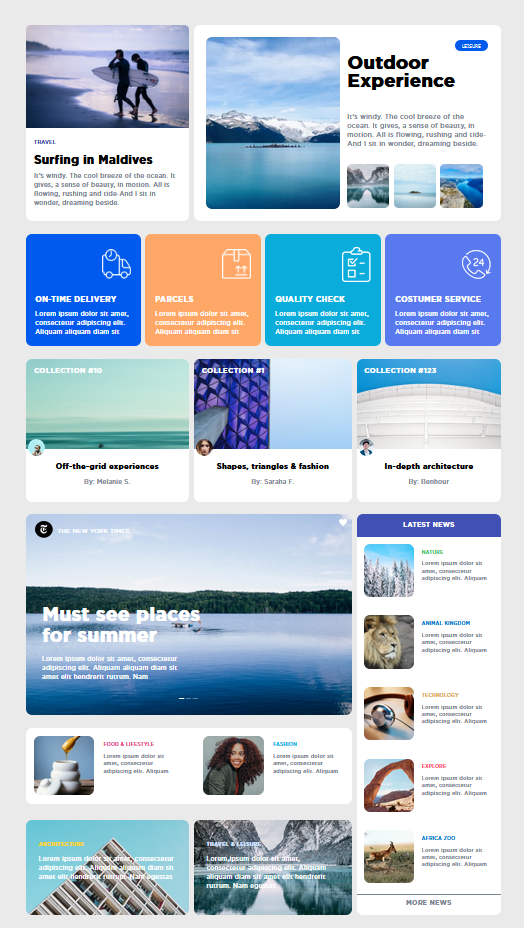 TRAVEL
Surfing in Maldives
It's windy. The cool breeze of the ocean. It
gives, a sense of beauty, in motion. All is
flowing, rushing and tide-And I sit in
wonder, dreaming beside.
LEISURE
Outdoor
Experience
It's windy. The cool breeze of the
ocean. It gives, a sense of beauty, in
motion. All is flowing, rushing and tide-
And I sit in wonder, dreaming beside.
ON-TIME DELIVERY
Lorem ipsum dolor sit amet,
consectetur adipiscing elit.
Aliquam aliquam diam sit
PARCELS
Lorem ipsum dolor sit amet,
consectetur adipiscing elit.
Aliquam aliquam diam sit
QUALITY CHECK
Lorem ipsum dolor sit amet,
consectetur adipiscing elit.
Aliquam aliquam diam sit
24
COSTUMER SERVICE
Lorem ipsum dolor sit amet,
consectetur adipiscing elit.
Aliquam aliquam diam sit
COLLECTION #10
Off-the-grid experiences
By: Melanie S.
COLLECTION #1
Shapes, triangles & fashion
By: Saraha F.
COLLECTION #123
In-depth architecture
By: Benhour
THE NEW YORK TIMES
Must see places
for summer
Lorem ipsum dolor sit amet, consectetur
adipiscing elit. Aliquam aliquam diam sit
amet elit hendrerit rutrum. Nam
FOOD & LIFESTYLE
Lorem ipsum dolor sit
amet, consectetur
adipiscing elit. Aliquam
FASHION
Lorem ipsum dolor sit
amet, consectetur
adipiscing elit. Aliquam
ARCHITECTURE
Lorem ipsum dolor sit amet, consectetur
adipiscing elit. Aliquam aliquam diam sit
amet elit hendrerit rutrum. Nam egestas
TRAVEL & LEISURE
Lorem ipsum dolor sit amet,
consectetur adipiscing elit.
Aliquam aliquam diam sit
amet elit hendrerit
rutrum. Nam egestas
LATEST NEWS
NATURE
Lorem ipsum dolor sit
amet, consectetur
adipiscing elit. Aliquam
ANIMAL KINGDOM
Lorem ipsum dolor sit
amet, consectetur
adipiscing elit. Aliquam
TECHNOLOGY
Lorem ipsum dolor sit
amet, consectetur
adipiscing elit. Aliquam
EXPLORE
Lorem ipsum dolor sit
amet, consectetur
adipiscing elit. Aliquam
AFRICA ZOO
Lorem ipsum dolor sit
amet, consectetur
adipiscing elit. Aliquam
MORE NEWS